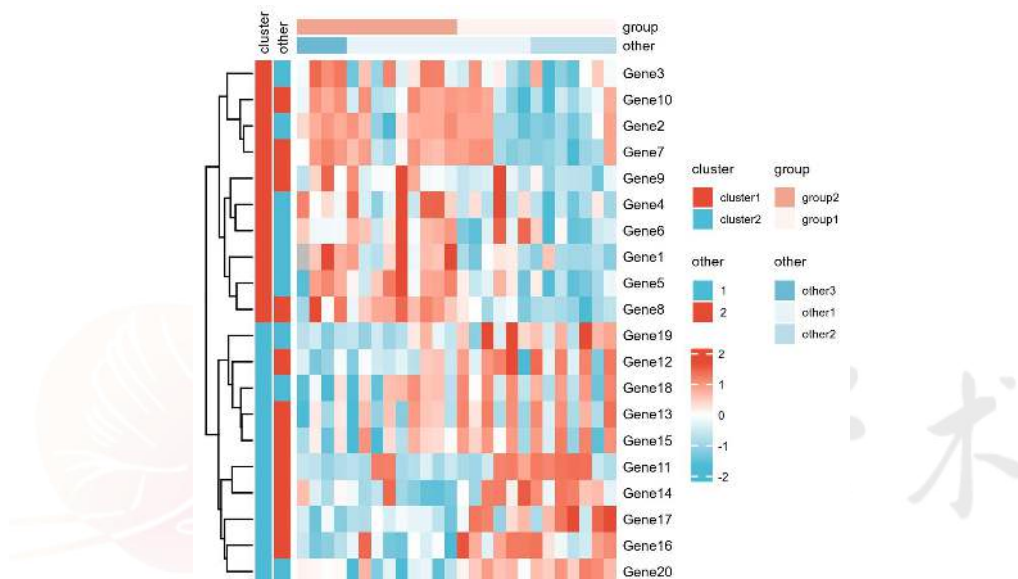 cluster
other
group
other
Gene3
Gene10
Gene2
Gene7
Gene9
Gene4
Gene6
Gene1
Gene5
Gene8
Gene19
Gene12
Gene18
Gene13
Gene15
Gene11
Gene14
Gene17
Gene16
Gene20
cluster
cluster1
cluster2
group
group2
group1
other
1
2
other
other3
other1
other2
2
1
0
-1
-2
术